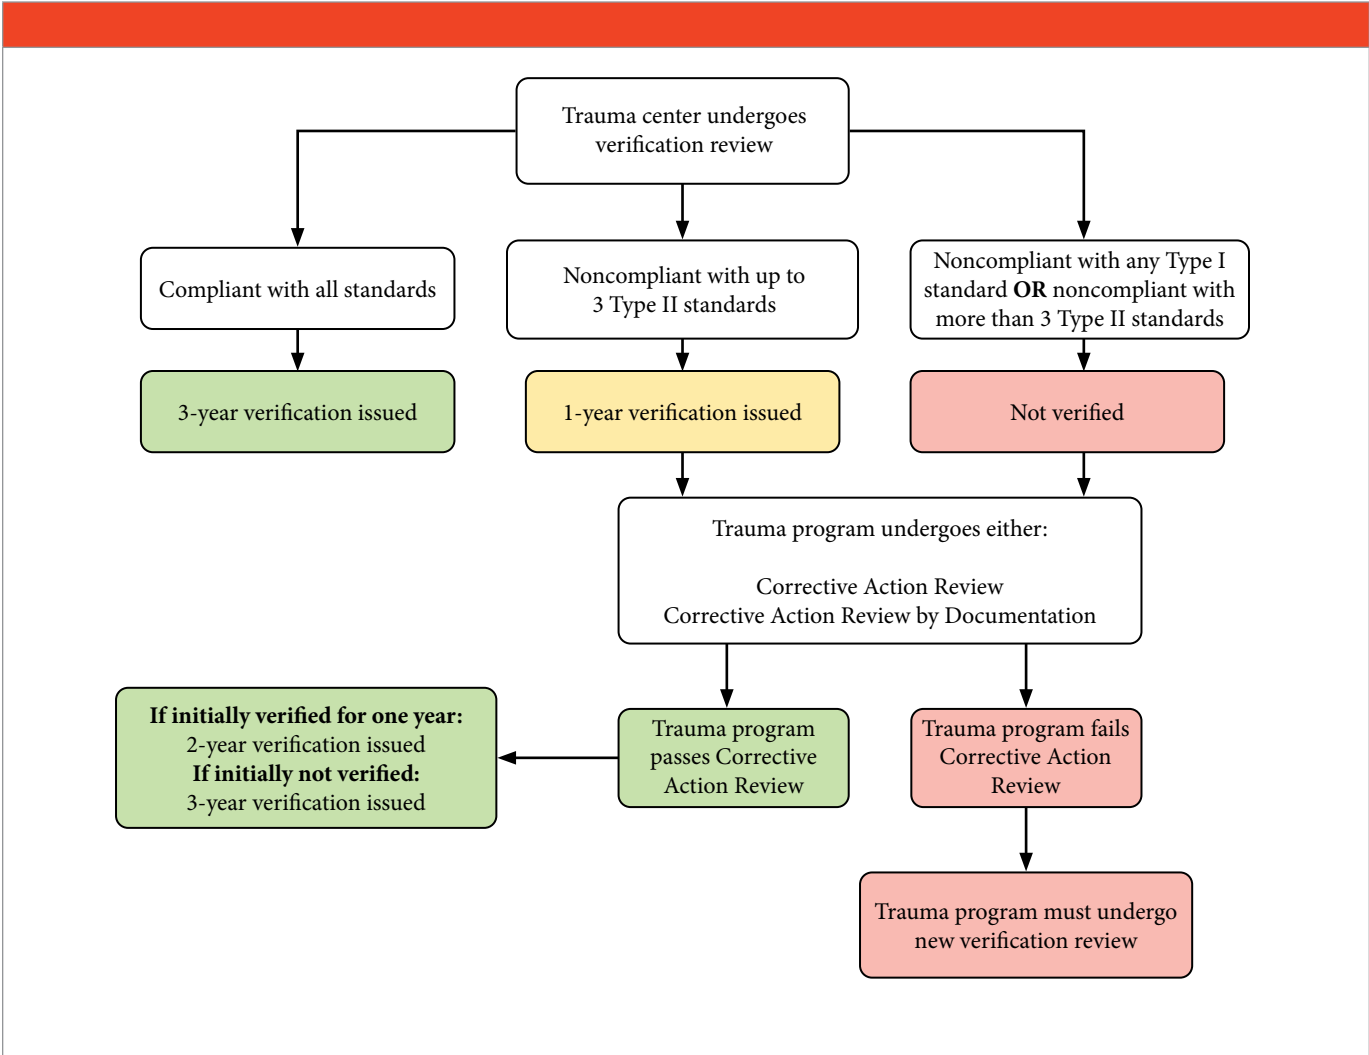 Trauma center undergoes
verification review
Compliant with all standards
Noncompliant with up to
3 Type II standards
Noncompliant with any Type I
standard OR noncompliant with
more than 3 Type II standards
3-year verification issued
1-year verification issued
Not verified
Trauma program undergoes either:
Corrective Action Review
Corrective Action Review by Documentation
If initially verified for one year:
2-year verification issued
If initially not verified:
3-year verification issued
Trauma program
passes Corrective
Action Review
Trauma program fails
Corrective Action
Review
Trauma program must undergo
new verification review